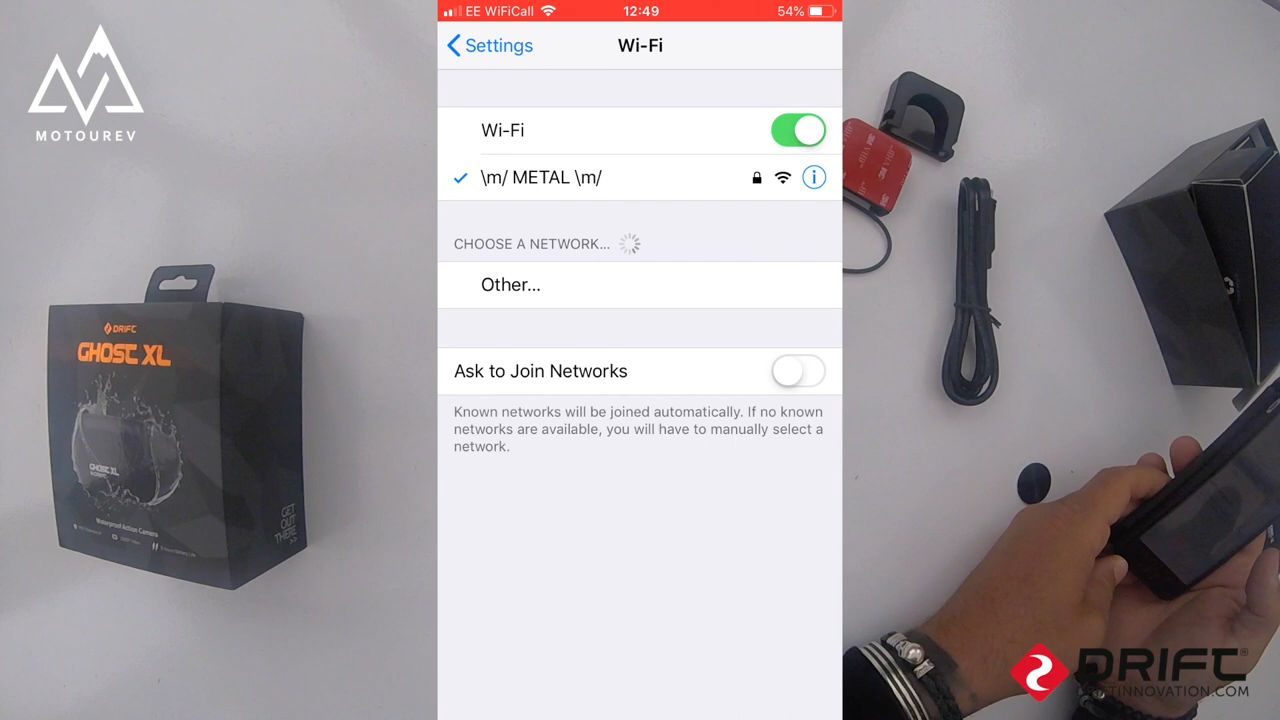 MOTOUREV
DRIFT
GHOST XL
GHOST XL
Waterproof Action Camera
GET
OUT
THERE
>>
EE WiFiCall
12:49
54%
Settings
Wi-Fi
Wi-Fi
\m/ METAL \m/
CHOOSE A NETWORK...
Other...
Ask to Join Networks
Known networks will be joined automatically. If no known
networks are available, you will have to manually select a
network.
3M VHB
DRIFT®
DRIFTINNOVATION.COM